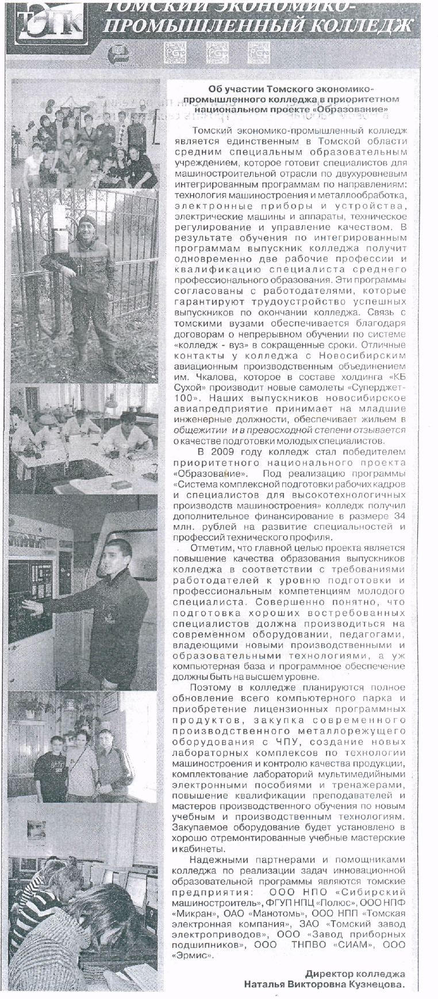 ТОМСКИЙ ЭКОНОМИКО-
ПРОМЫШЛЕННЫЙ КОЛЛЕДЖ
ТЭПК
Об участии Томского экономико-
промышленного колледжа в приоритетном
национальном проекте «Образование»
Томский экономико-промышленный колледж
является единственным в Томской области
средним специальным образовательным
учреждением, которое готовит специалистов для
машиностроительной отрасли по двухуровневым
интегрированным программам по направлениям:
технология машиностроения и металлообработка,
электронные приборы и устройства,
электрические машины и аппараты, техническое
регулирование и управление качеством. В
результате обучения по интегрированным
программам выпускник колледжа получит
одновременно две рабочие профессии и
квалификацию специалиста среднего
профессионального образования. Эти программы
согласованы с работодателями, которые
гарантируют трудоустройство успешных
выпускников по окончании колледжа. Связь с
томскими вузами обеспечивается благодаря
договорам о непрерывном обучении по системе
«колледж - вуз» в сокращенные сроки. Отличные
контакты у колледжа с Новосибирским
авиационным производственным объединением
им. Чкалова, которое в составе холдинга «КБ
Сухой» производит новые самолеты «Суперджет-
100». Наших выпускников новосибирское
авиапредприятие принимает на младшие
инженерные должности, обеспечивает жильем в
общежитии и в превосходной степени отзывается
о качестве подготовки молодых специалистов.
В 2009 году колледж стал победителем
приоритетного национального проекта
«Образование». Под реализацию программы
«Система комплексной подготовки рабочих кадров
и специалистов для высокотехнологичных
производств машиностроения» колледж получил
дополнительное финансирование в размере 34
млн. рублей на развитие специальностей и
профессий технического профиля.
Отметим, что главной целью проекта является
повышение качества образования выпускников
колледжа в соответствии с требованиями
работодателей к уровню подготовки и
профессиональным компетенциям молодого
специалиста. Совершенно понятно, что
подготовка хороших востребованных
специалистов должна производиться на
современном оборудовании, педагогами,
владеющими новыми производственными и
образовательными технологиями, а уж
компьютерная база и программное обеспечение
должны быть на высшем уровне.
Поэтому в колледже планируются полное
обновление всего компьютерного парка и
приобретение лицензионных программных
продуктов, закупка современного
производственного металлорежущего
оборудования с ЧПУ, создание новых
лабораторных комплексов по технологии
машиностроения и контролю качества продукции,
комплектование лабораторий мультимедийными
электронными пособиями и тренажерами,
повышение квалификации преподавателей и
мастеров производственного обучения по новым
учебным и производственным технологиям.
Закупаемое оборудование будет установлено в
хорошо отремонтированные учебные мастерские
и кабинеты.
Надежными партнерами и помощниками
колледжа по реализации задач инновационной
образовательной программы являются томские
предприятия: ООО НПО «Сибирский
машиностроитель», ФГУП НПЦ «Полюс», ООО НПФ
«Микран», ОАО «Манотомь», ООО НПП «Томская
электронная компания», ЗАО «Томский завод
электроприводов», ООО «Завод приборных
подшипников», ООО ТНПВО «СИАМ», ООО
«Эрмис».
Директор колледжа
Наталья Викторовна Кузнецова.